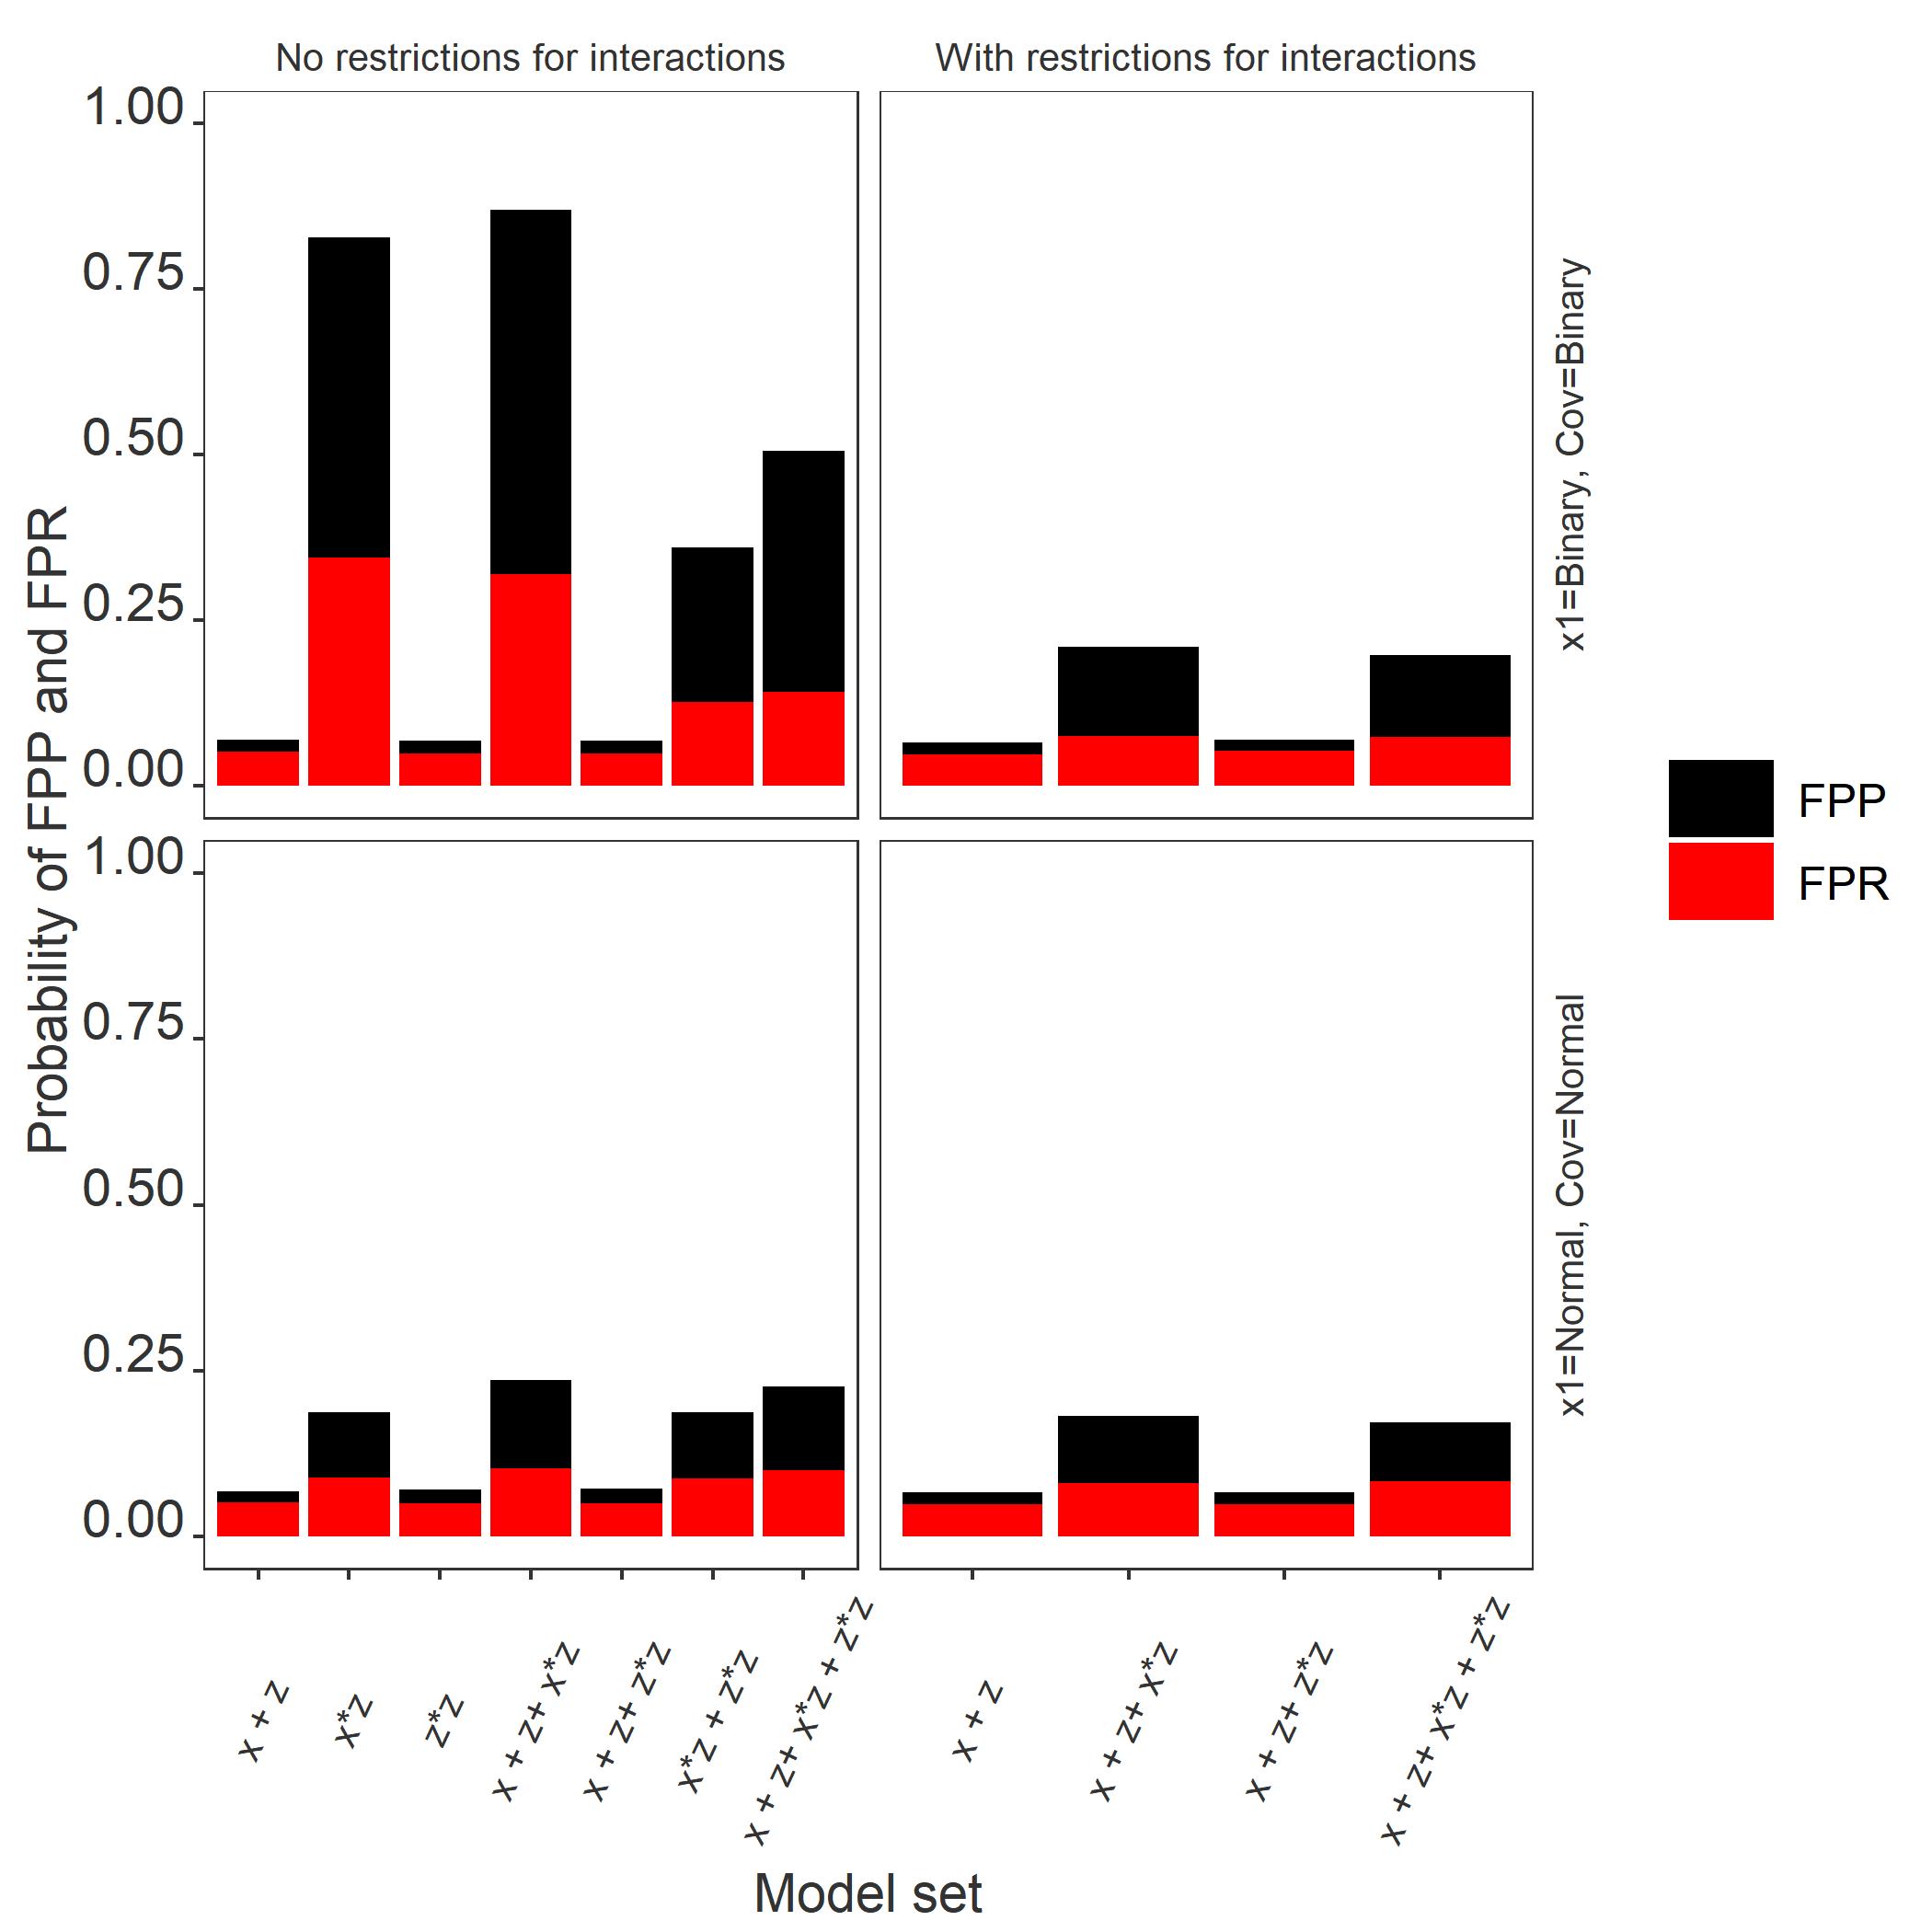 No restrictions for interactions
With restrictions for interactions
Probability of FPP and FPR
1.00
0.75
0.50
0.25
0.00
x1=Binary, Cov=Binary
1.00
0.75
0.50
0.25
0.00
x1=Normal, Cov=Normal
FPP
FPR
x + z
x*z
z*z
x + z+ x*z
x + z+ z*z
x*z + z*z
x + z+ x*z + z*z
x + z
x + z+ x*z
x + z+ z*z
x + z+ x*z + z*z
Model set